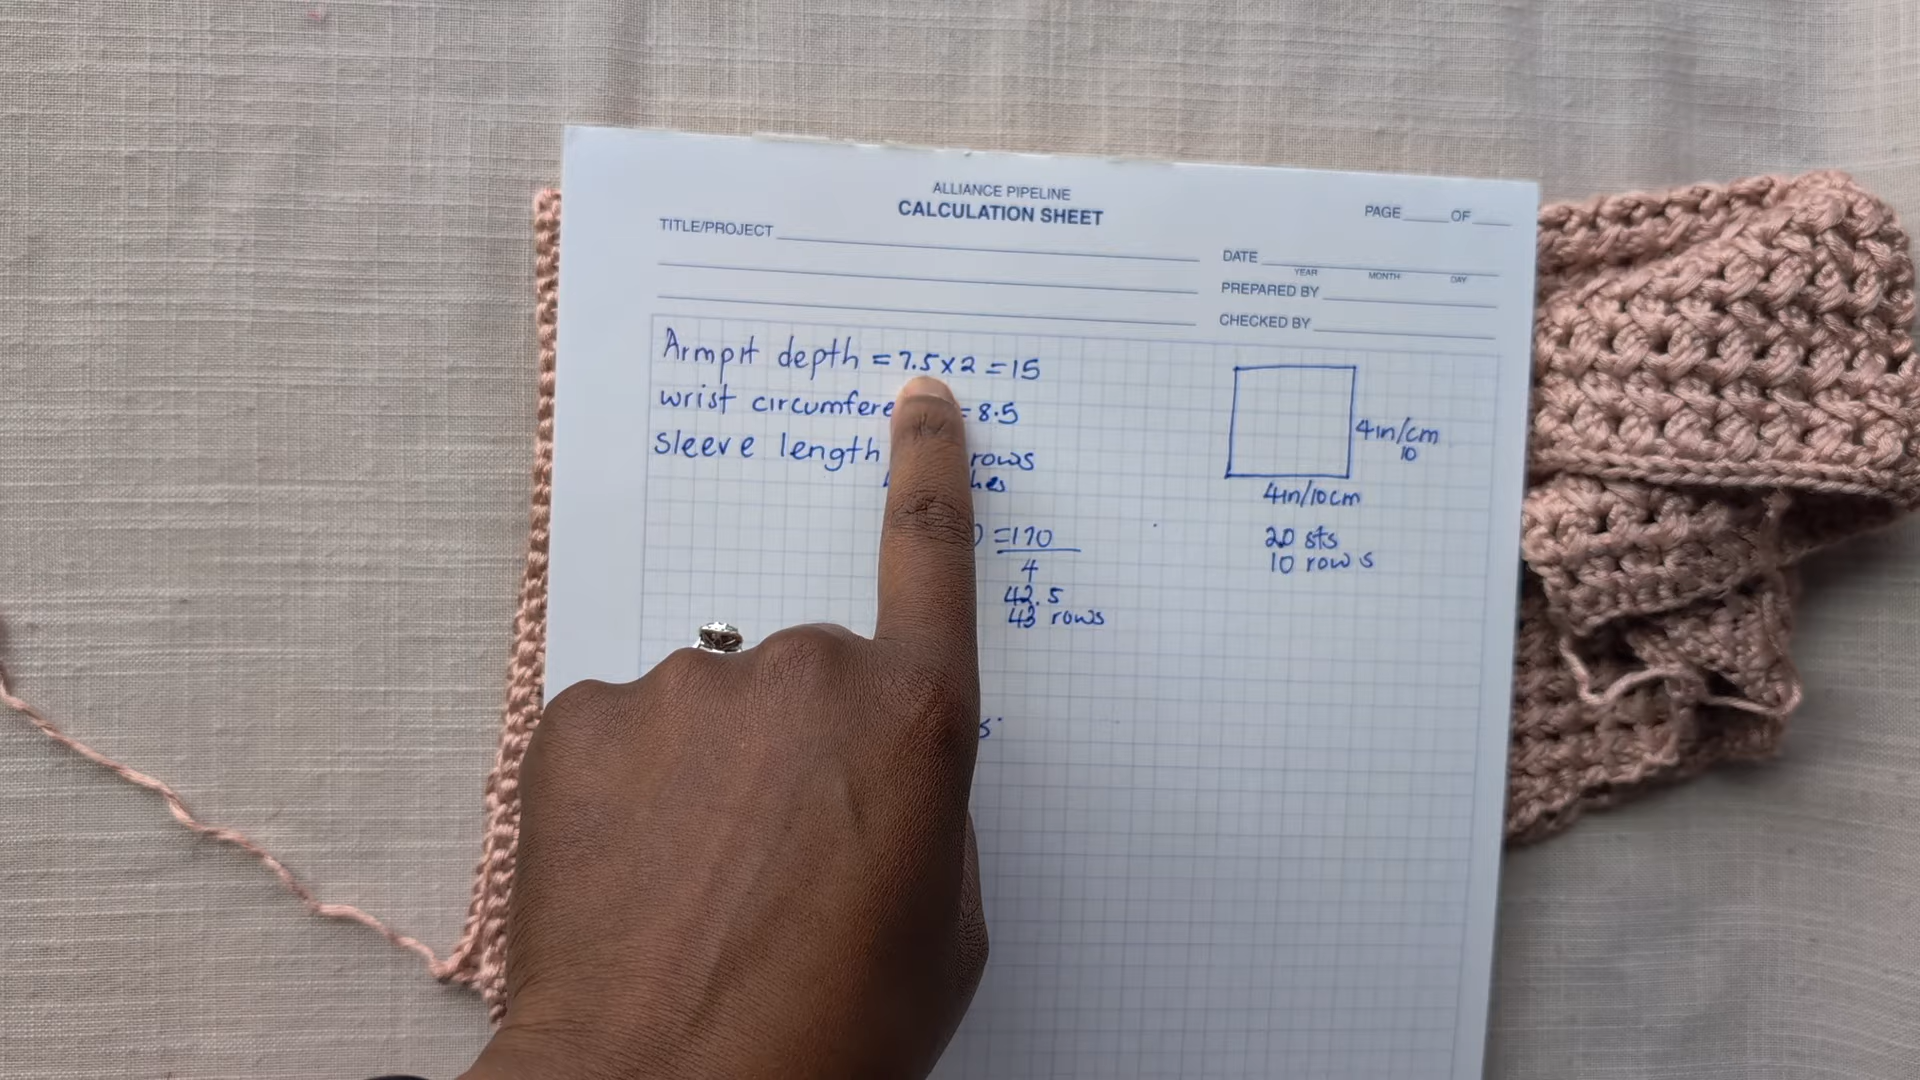 ALLIANCE PIPELINE
CALCULATION SHEET
PAGE OF
TITLE/PROJECT
DATE
YEAR MONTH DAY
PREPARED BY
CHECKED BY
Armpit depth = 7.5 x 2 = 15
wrist = 8.5
sleeve length rows
= 170
4
42.5
43 rows
4in/cm
10
4in/10cm
20 sts
10 rows